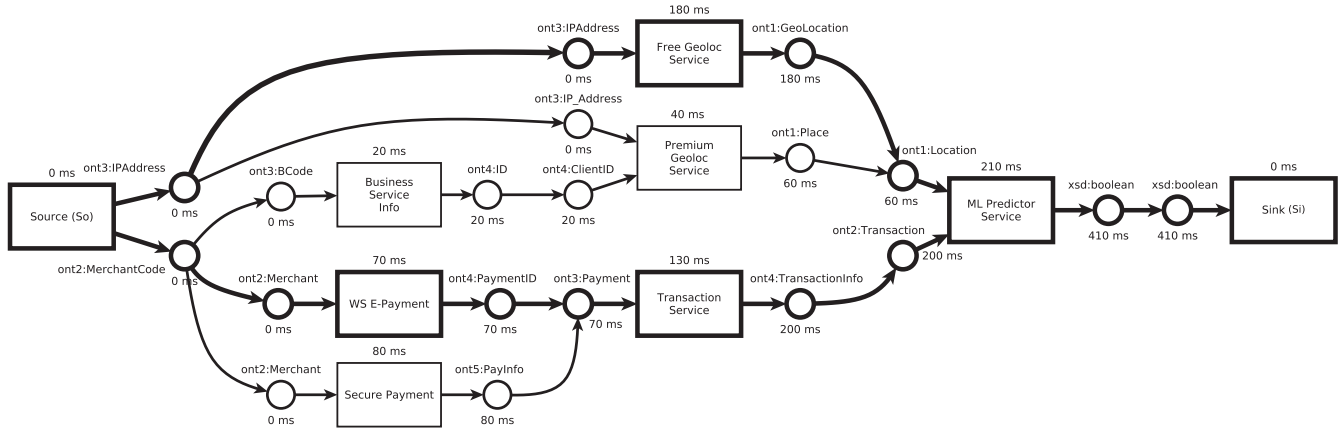 180 ms
ont3:IPAddress
ont1:GeoLocation
Free Geoloc
Service
0 ms
180 ms
ont3:IP_Address
40 ms
0 ms
Premium
Geoloc
Service
ont1:Place
60 ms
ont1:Location
60 ms
0 ms
ont3:IPAddress
Source (So)
0 ms
ont3:BCode
0 ms
20 ms
Business
Service
Info
ont4:ID
20 ms
ont4:ClientID
20 ms
210 ms
ML Predictor
Service
xsd:boolean
410 ms
xsd:boolean
410 ms
0 ms
Sink (Si)
ont2:MerchantCode
0 ms
ont2:Merchant
0 ms
70 ms
WS E-Payment
ont4:PaymentID
70 ms
ont3:Payment
70 ms
130 ms
Transaction
Service
ont4:TransactionInfo
200 ms
ont2:Transaction
200 ms
ont2:Merchant
0 ms
80 ms
Secure Payment
ont5:PayInfo
80 ms